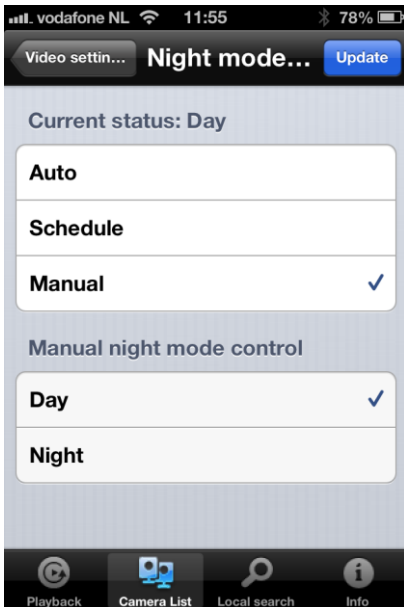 vodafone NL 11:55 78%
Video settin... Night mode... Update
Current status: Day
Auto
Schedule
Manual
Manual night mode control
Day
Night
Playback Camera List Local search Info